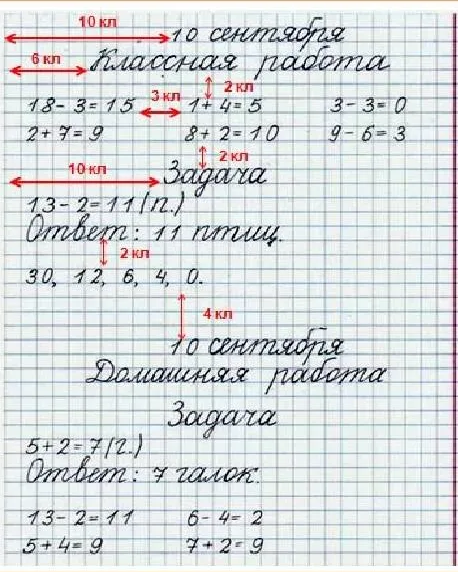 10 кл
10 сентября
6 кл
Классная работа
2 кл
18-3=15 3 кл 1+4=5 3-3=0
2+7=9 8+2=10 9-6=3
2 кл
10 кл Задача
13-2=11(п.)
Ответ: 11 птиц.
2 кл
30, 12, 6, 4, 0.
4 кл
10 сентября
Домашняя работа
Задача
5+2=7(г.)
Ответ: 7 галок.
13-2=11 6-4=2
5+4=9 7+2=9